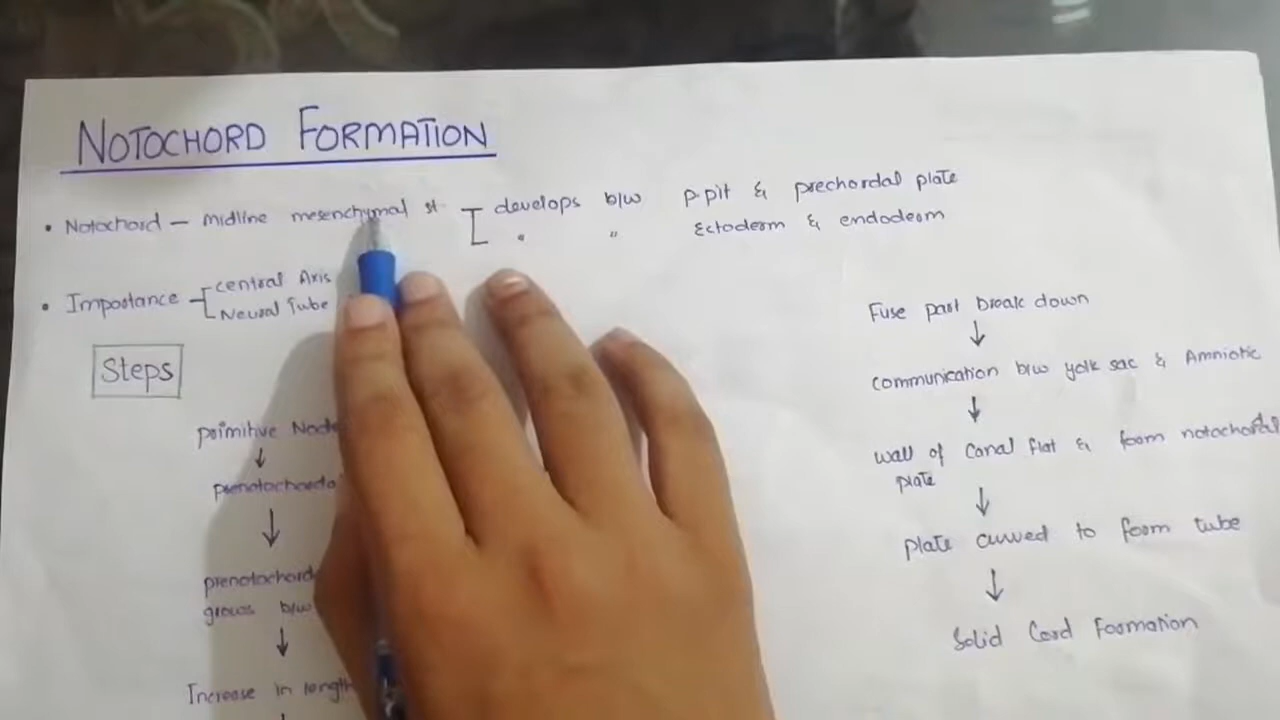 NOTOCHORD FORMATION
• Notochord – midline mesenchymal st. develops b/w p.pit & prechordal plate
" " Ectoderm & endoderm
• Importance central Axis
Neural Tube
Steps
primitive Node
prenotochordal
prenotochord
grows b/w
Increase in length
Fuse part break down
communication b/w yolk sac & Amniotic
wall of canal flat & form notochordal
plate
plate curved to form tube
Solid Cord Formation